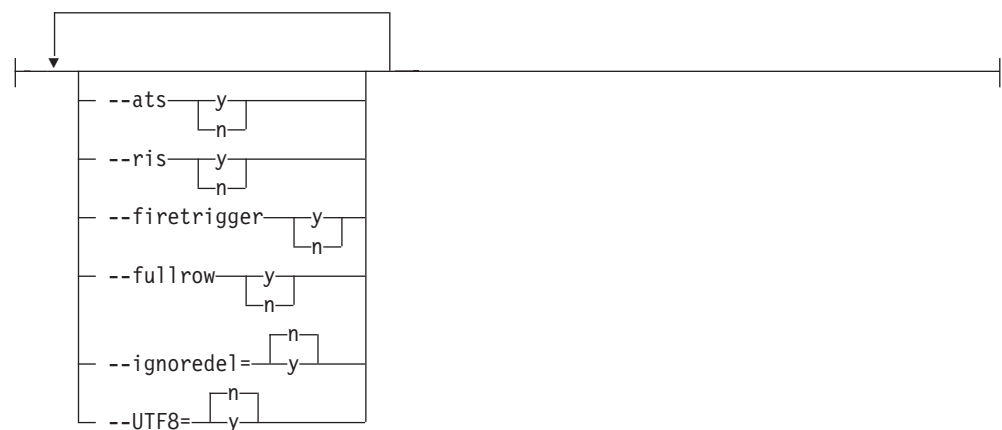 --ats y
n
--ris y
n
--firetrigger y
n
--fullrow y
n
n
--ignoredel= y
n
--UTF8= y